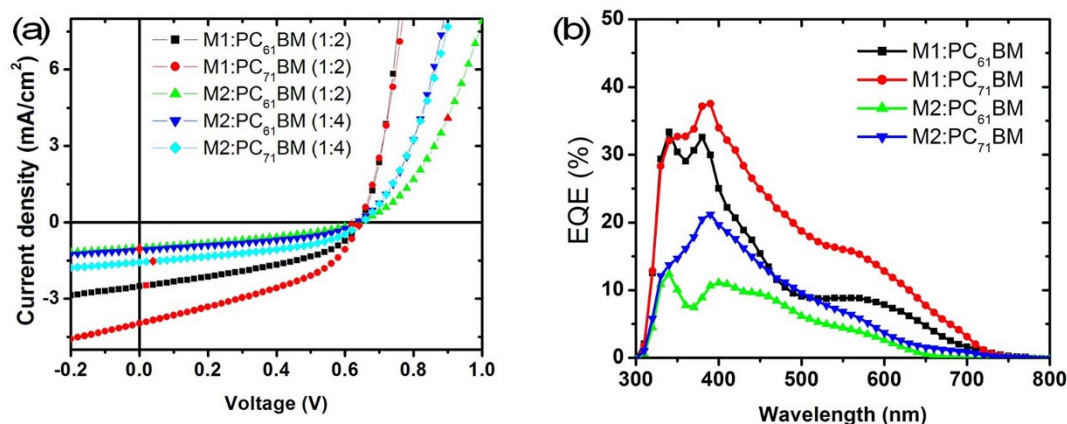 (a)
Current density (mA/cm²)
6
3
0
-3
M1:PC₆₁BM (1:2)
M1:PC₇₁BM (1:2)
M2:PC₆₁BM (1:2)
M2:PC₆₁BM (1:4)
M2:PC₇₁BM (1:4)
-0.2 0.0 0.2 0.4 0.6 0.8 1.0
Voltage (V)
(b)
EQE (%)
50
40
30
20
10
0
M1:PC₆₁BM
M1:PC₇₁BM
M2:PC₆₁BM
M2:PC₇₁BM
300 400 500 600 700 800
Wavelength (nm)